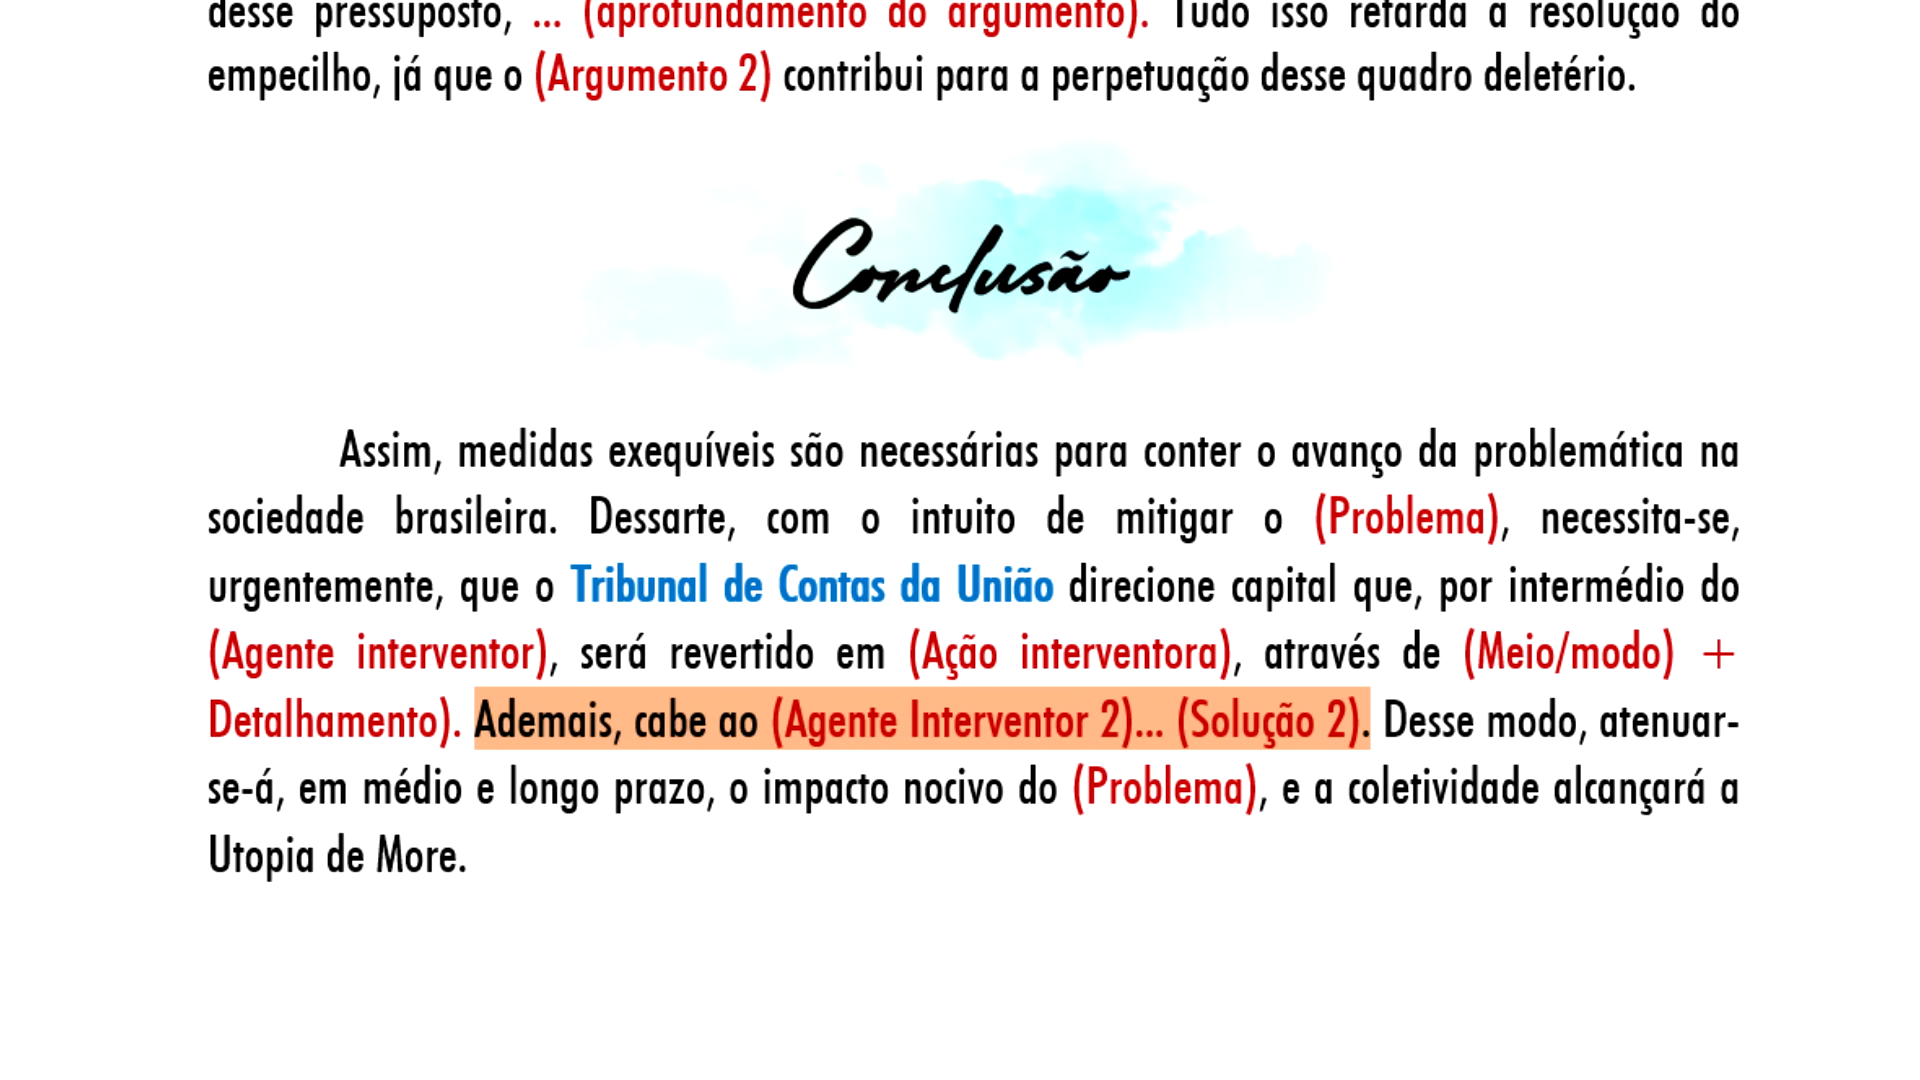 desse pressuposto, ... (aprofundamento do argumento). Tudo isso retarda a resolução do
empecilho, já que o (Argumento 2) contribui para a perpetuação desse quadro deletério.
Conclusão
Assim, medidas exequíveis são necessárias para conter o avanço da problemática na
sociedade brasileira. Dessarte, com o intuito de mitigar o (Problema), necessita-se,
urgentemente, que o Tribunal de Contas da União direcione capital que, por intermédio do
(Agente interventor), será revertido em (Ação interventora), através de (Meio/modo) +
Detalhamento). Ademais, cabe ao (Agente Interventor 2)... (Solução 2). Desse modo, atenuar-
se-á, em médio e longo prazo, o impacto nocivo do (Problema), e a coletividade alcançará a
Utopia de More.